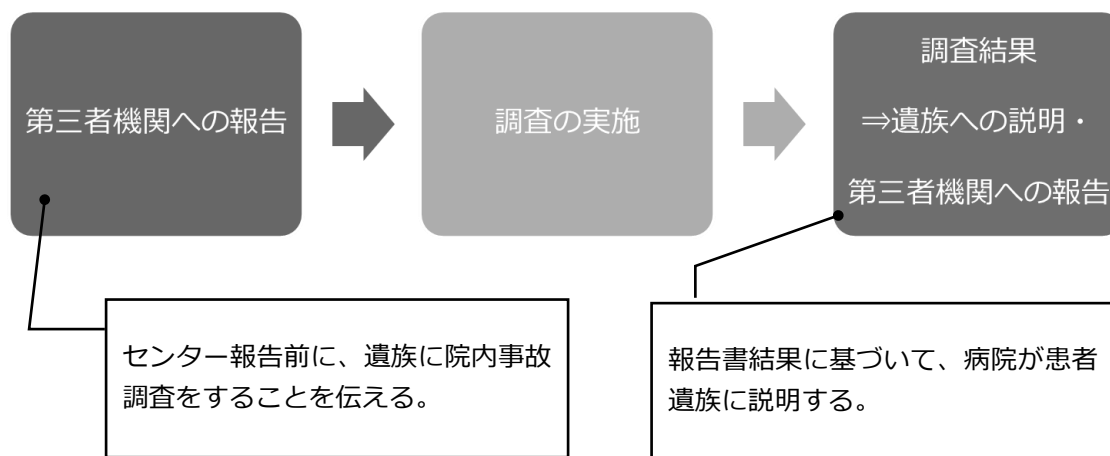 第三者機関への報告
調査の実施
調査結果
⇒遺族への説明・
第三者機関への報告
センター報告前に、遺族に院内事故
調査をすることを伝える。
報告書結果に基づいて、病院が患者
遺族に説明する。